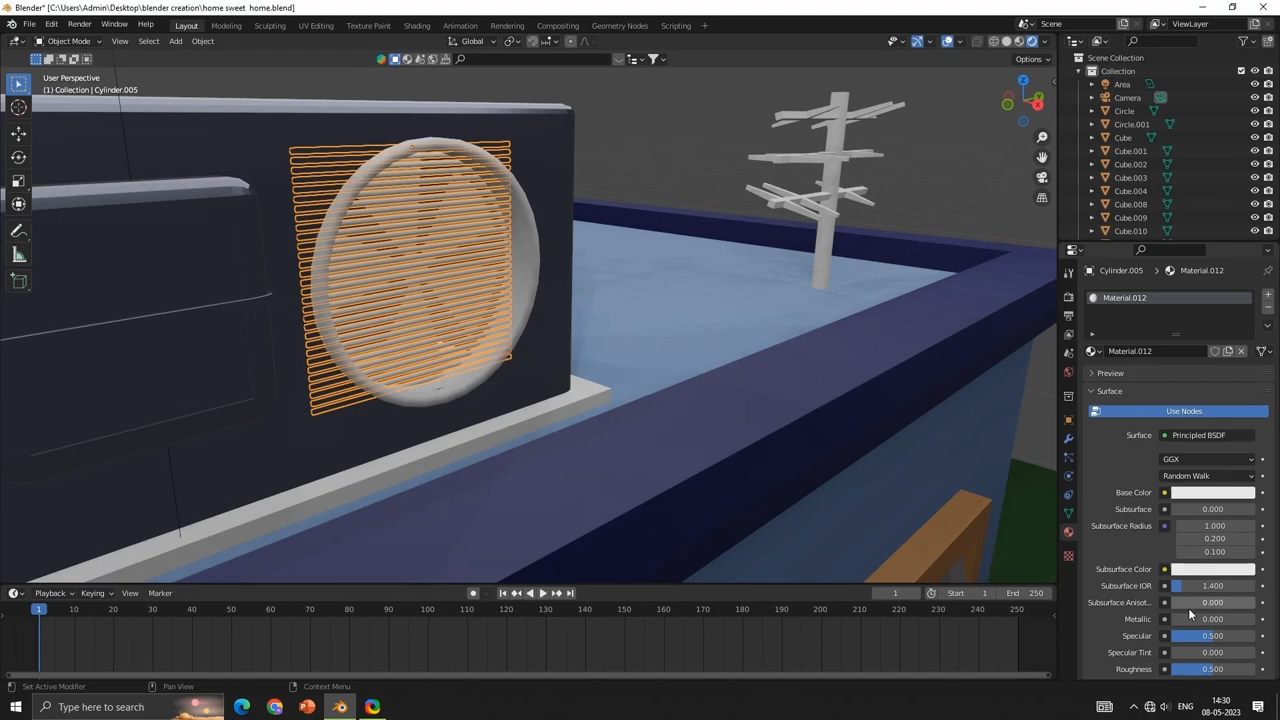 Blender* [C:\Users\Admin\Desktop\blender creation\home sweet home.blend]
File Edit Render Window Help Layout Modeling Sculpting UV Editing Texture Paint Shading Animation Rendering Compositing Geometry Nodes Scripting + Scene ViewLayer
Object Mode View Select Add Object Global
Options
User Perspective
(1) Collection | Cylinder.005
Z
Y
X
Scene Collection
Collection
Area
Camera
Circle
Circle.001
Cube
Cube.001
Cube.002
Cube.003
Cube.004
Cube.008
Cube.009
Cube.010
Cylinder.005 > Material.012
Material.012
Material.012
Preview
Surface
Use Nodes
Surface Principled BSDF
GGX
Random Walk
Base Color
Subsurface 0.000
Subsurface Radius 1.000
0.200
0.100
Subsurface Color
Subsurface IOR 1.400
Subsurface Anisot... 0.000
Metallic 0.000
Specular 0.500
Specular Tint 0.000
Roughness 0.500
Playback Keying View Marker 1 Start 1 End 250
1 10 20 30 40 50 60 70 80 90 100 110 120 130 140 150 160 170 180 190 200 210 220 230 240 250
Set Active Modifier Pan View Context Menu
Type here to search
ENG
14:30
08-05-2023